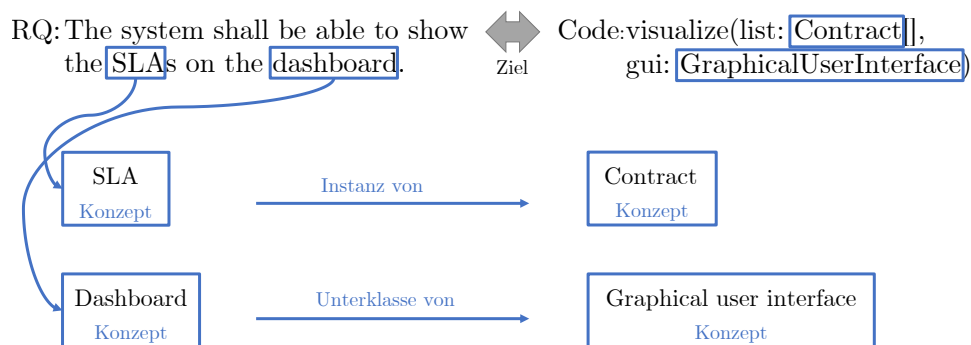 RQ: The system shall be able to show
the SLAs on the dashboard.
Ziel
Code:visualize(list: Contract[],
gui: GraphicalUserInterface)
SLA
Konzept
Instanz von
Contract
Konzept
Dashboard
Konzept
Unterklasse von
Graphical user interface
Konzept